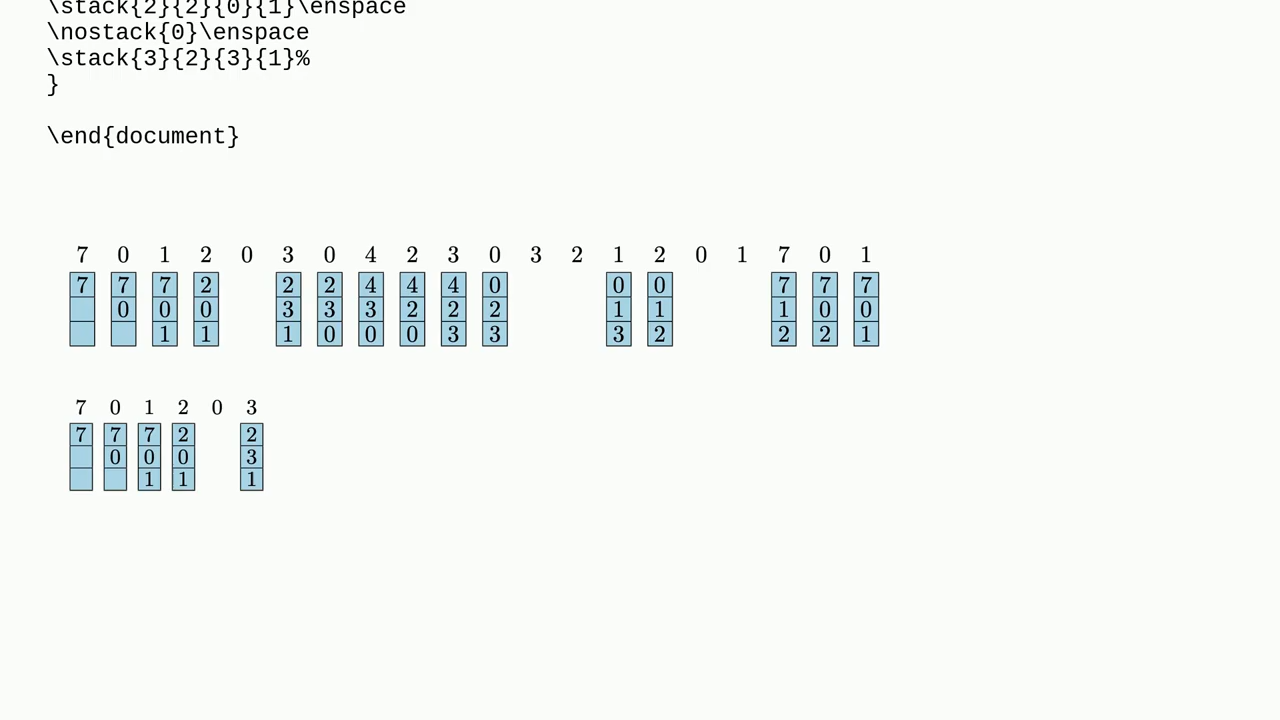 \stack{2}{2}{0}{1}\enspace
\nostack{0}\enspace
\stack{3}{2}{3}{1}%
}
\end{document}
7 0 1 2 0 3 0 4 2 3 0 3 2 1 2 0 1 7 0 1
7 7 7 2 2 2 4 4 4 0 0 0 7 7 7
0 0 0 3 3 3 2 2 2 1 1 1 0 0
1 1 1 0 0 0 3 3 3 2 2 2 1
7 0 1 2 0 3
7 7 7 2 2
0 0 0 3
1 1 1